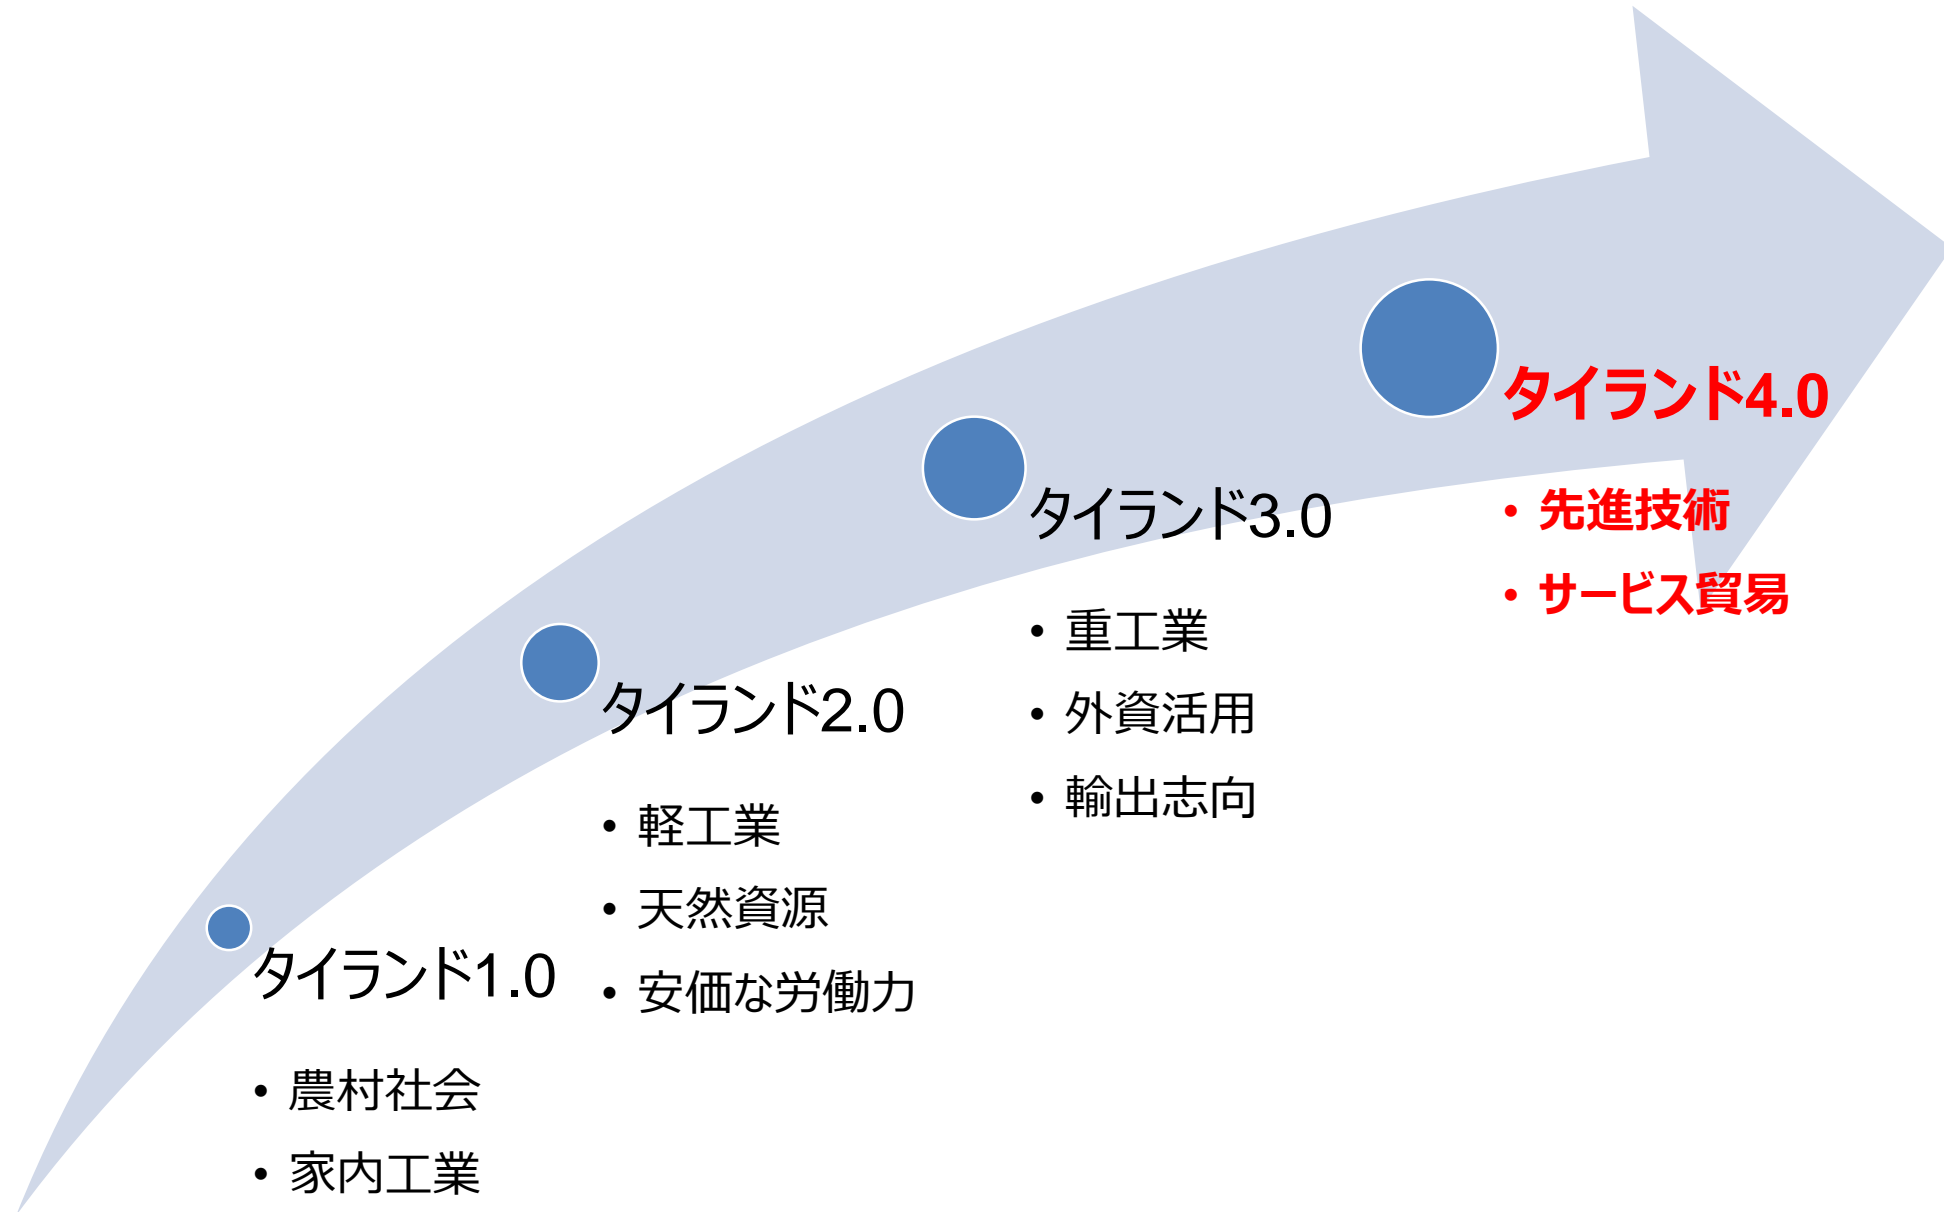 タイランド1.0
• 農村社会
• 家内工業
タイランド2.0
• 軽工業
• 天然資源
• 安価な労働力
タイランド3.0
• 重工業
• 外資活用
• 輸出志向
タイランド4.0
• 先進技術
• サービス貿易